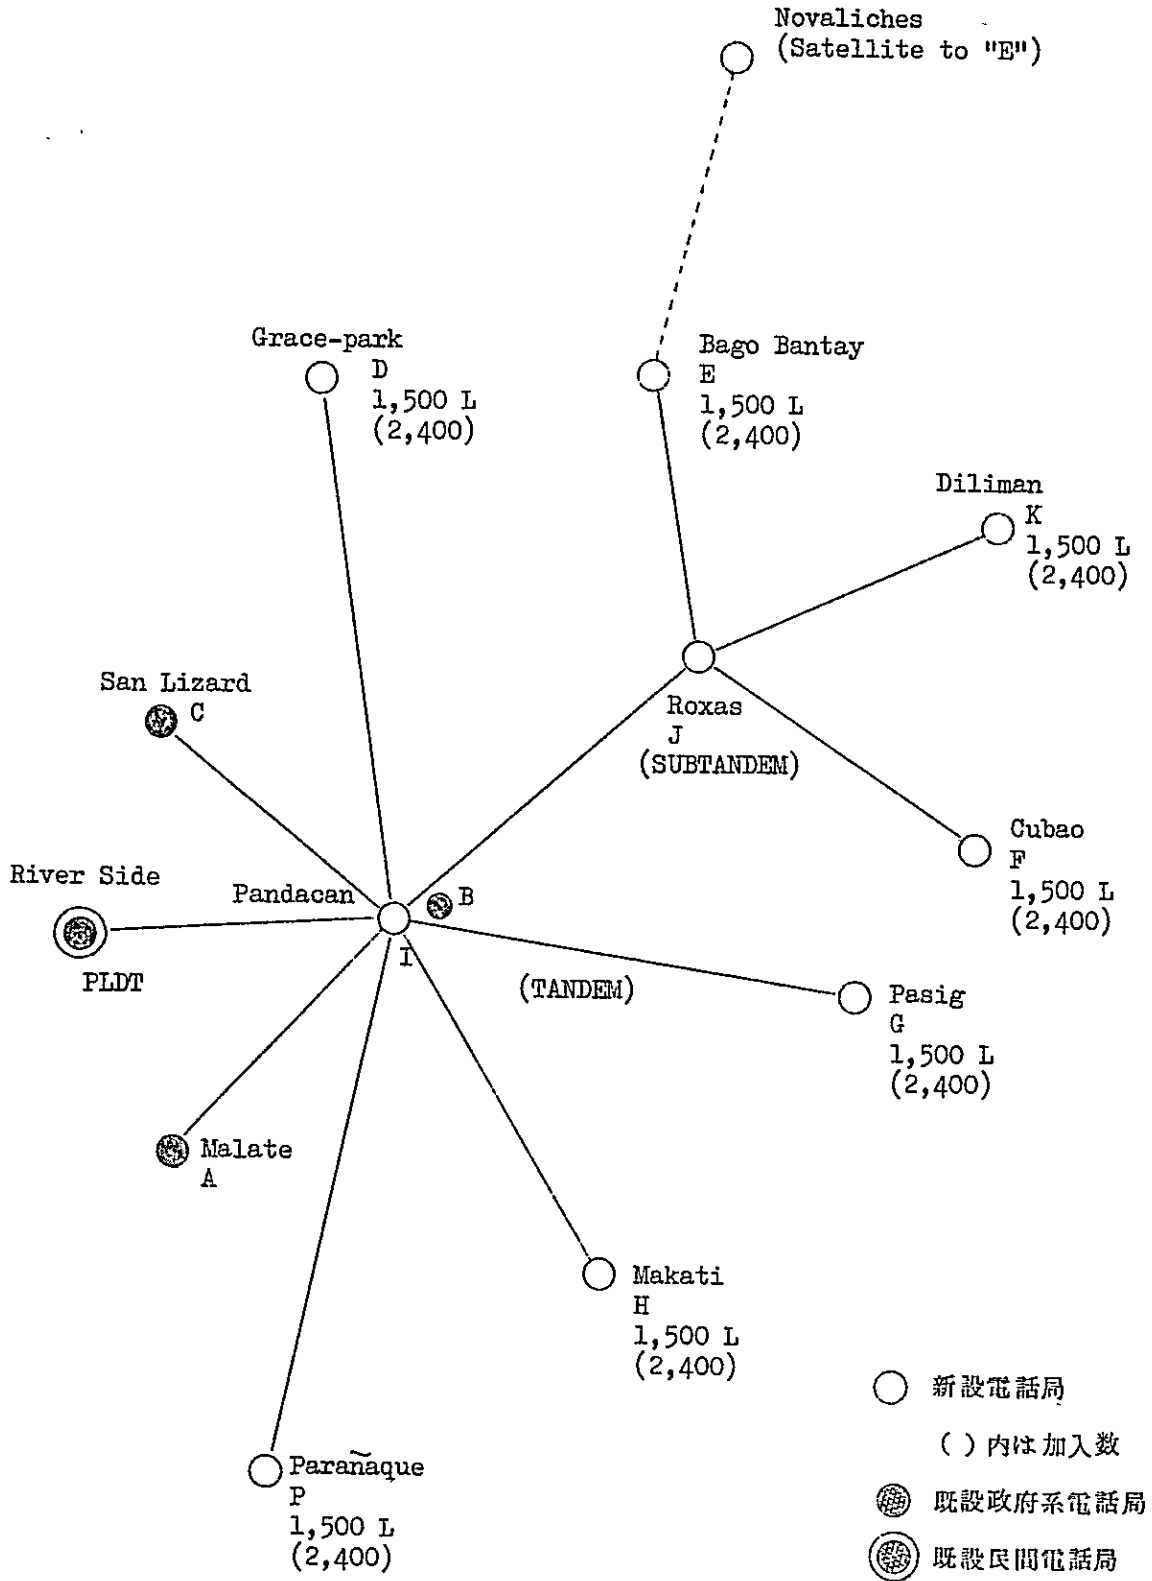 Novaliches
(Satellite to "E")
Grace-park
D
1,500 L
(2,400)
Bago Bantay
E
1,500 L
(2,400)
Diliman
K
1,500 L
(2,400)
San Lizard
C
Roxas
J
(SUBTANDEM)
Cubao
F
1,500 L
(2,400)
River Side
PLDT
Pandacan
B
I
(TANDEM)
Pasig
G
1,500 L
(2,400)
Malate
A
Makati
H
1,500 L
(2,400)
Parañaque
P
1,500 L
(2,400)
新設電話局
( ) 内は加入数
既設政府系電話局
既設民間電話局